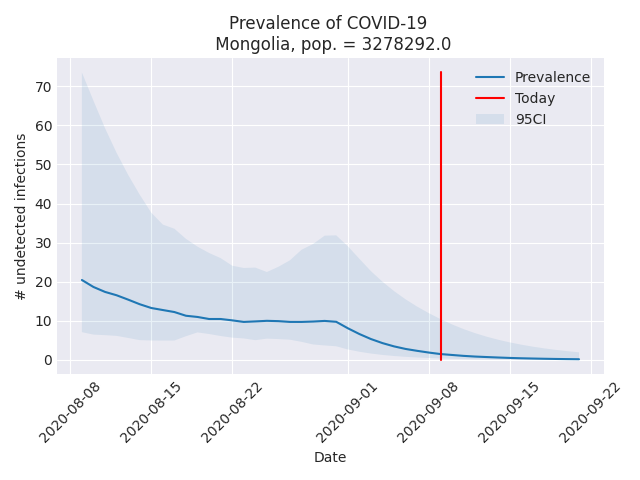 Prevalence of COVID-19
Mongolia, pop. = 3278292.0
Prevalence
Today
95CI
# undetected infections
70
60
50
40
30
20
10
0
2020-08-08
2020-08-15
2020-08-22
2020-09-01
2020-09-08
2020-09-15
2020-09-22
Date